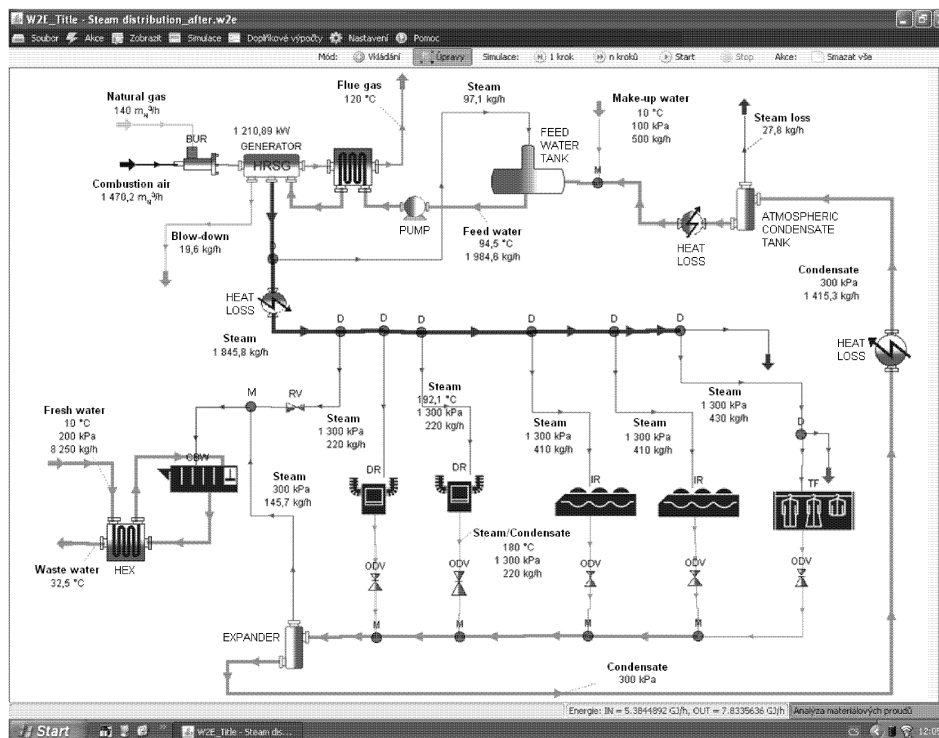 W2E_Title - Steam distribution_after.w2e
Soubor Akce Zobrazit Simulace Doplňkové výpočty Nastavení Pomoc
Mód: Vkládání Úpravy Simulace: 1 krok n kroků Start Stop Akce: Smazat vše
Natural gas
140 mN³/h
BUR
1 210,89 kW
GENERATOR
HRSG
Combustion air
1 470,2 mN³/h
Blow-down
19,6 kg/h
Flue gas
120 °C
Steam
97,1 kg/h
FEED
WATER
TANK
Make-up water
10 °C
100 kPa
500 kg/h
M
Steam loss
27,8 kg/h
PUMP
Feed water
94,5 °C
1 984,6 kg/h
HEAT
LOSS
ATMOSPHERIC
CONDENSATE
TANK
Condensate
300 kPa
1 415,3 kg/h
HEAT
LOSS
D
HEAT
LOSS
Steam
1 845,8 kg/h
D D D D D D
M RV
Fresh water
10 °C
200 kPa
8 250 kg/h
CBW
HEX
Waste water
32,5 °C
Steam
300 kPa
145,7 kg/h
Steam
1 300 kPa
220 kg/h
Steam
192,1 °C
1 300 kPa
220 kg/h
Steam
1 300 kPa
410 kg/h
Steam
1 300 kPa
410 kg/h
Steam
1 300 kPa
430 kg/h
D
DR DR IR IR TF
Steam/Condensate
180 °C
1 300 kPa
220 kg/h
ODV ODV ODV ODV ODV
M M M M
EXPANDER
Condensate
300 kPa
Energie: IN = 5.3844892 GJ/h, OUT = 7.8335636 GJ/h Analýza materiálových proudů
Start W2E_Title - Steam dis... CS 12:05